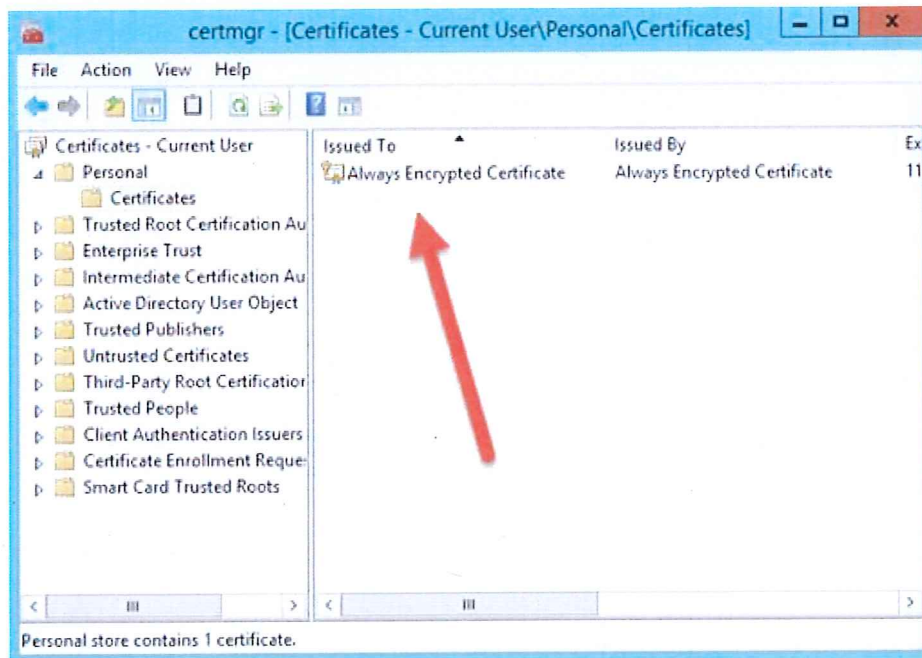 certmgr - [Certificates - Current User\Personal\Certificates]
File Action View Help
Certificates - Current User
Personal
Certificates
Trusted Root Certification Au
Enterprise Trust
Intermediate Certification Au
Active Directory User Object
Trusted Publishers
Untrusted Certificates
Third-Party Root Certification
Trusted People
Client Authentication Issuers
Certificate Enrollment Reque
Smart Card Trusted Roots
Issued To Issued By Ex
Always Encrypted Certificate Always Encrypted Certificate 11
Personal store contains 1 certificate.